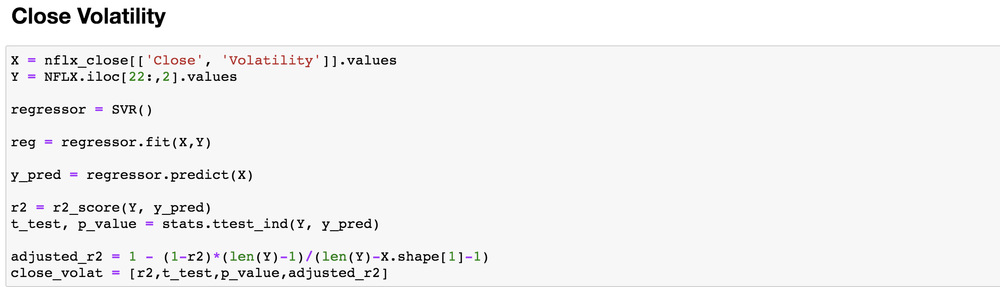 Close Volatility
X = nflx_close[['Close', 'Volatility']].values
Y = NFLX.iloc[22:,2].values
regressor = SVR()
reg = regressor.fit(X,Y)
y_pred = regressor.predict(X)
r2 = r2_score(Y, y_pred)
t_test, p_value = stats.ttest_ind(Y, y_pred)
adjusted_r2 = 1 - (1-r2)*(len(Y)-1)/(len(Y)-X.shape[1]-1)
close_volat = [r2,t_test,p_value,adjusted_r2]